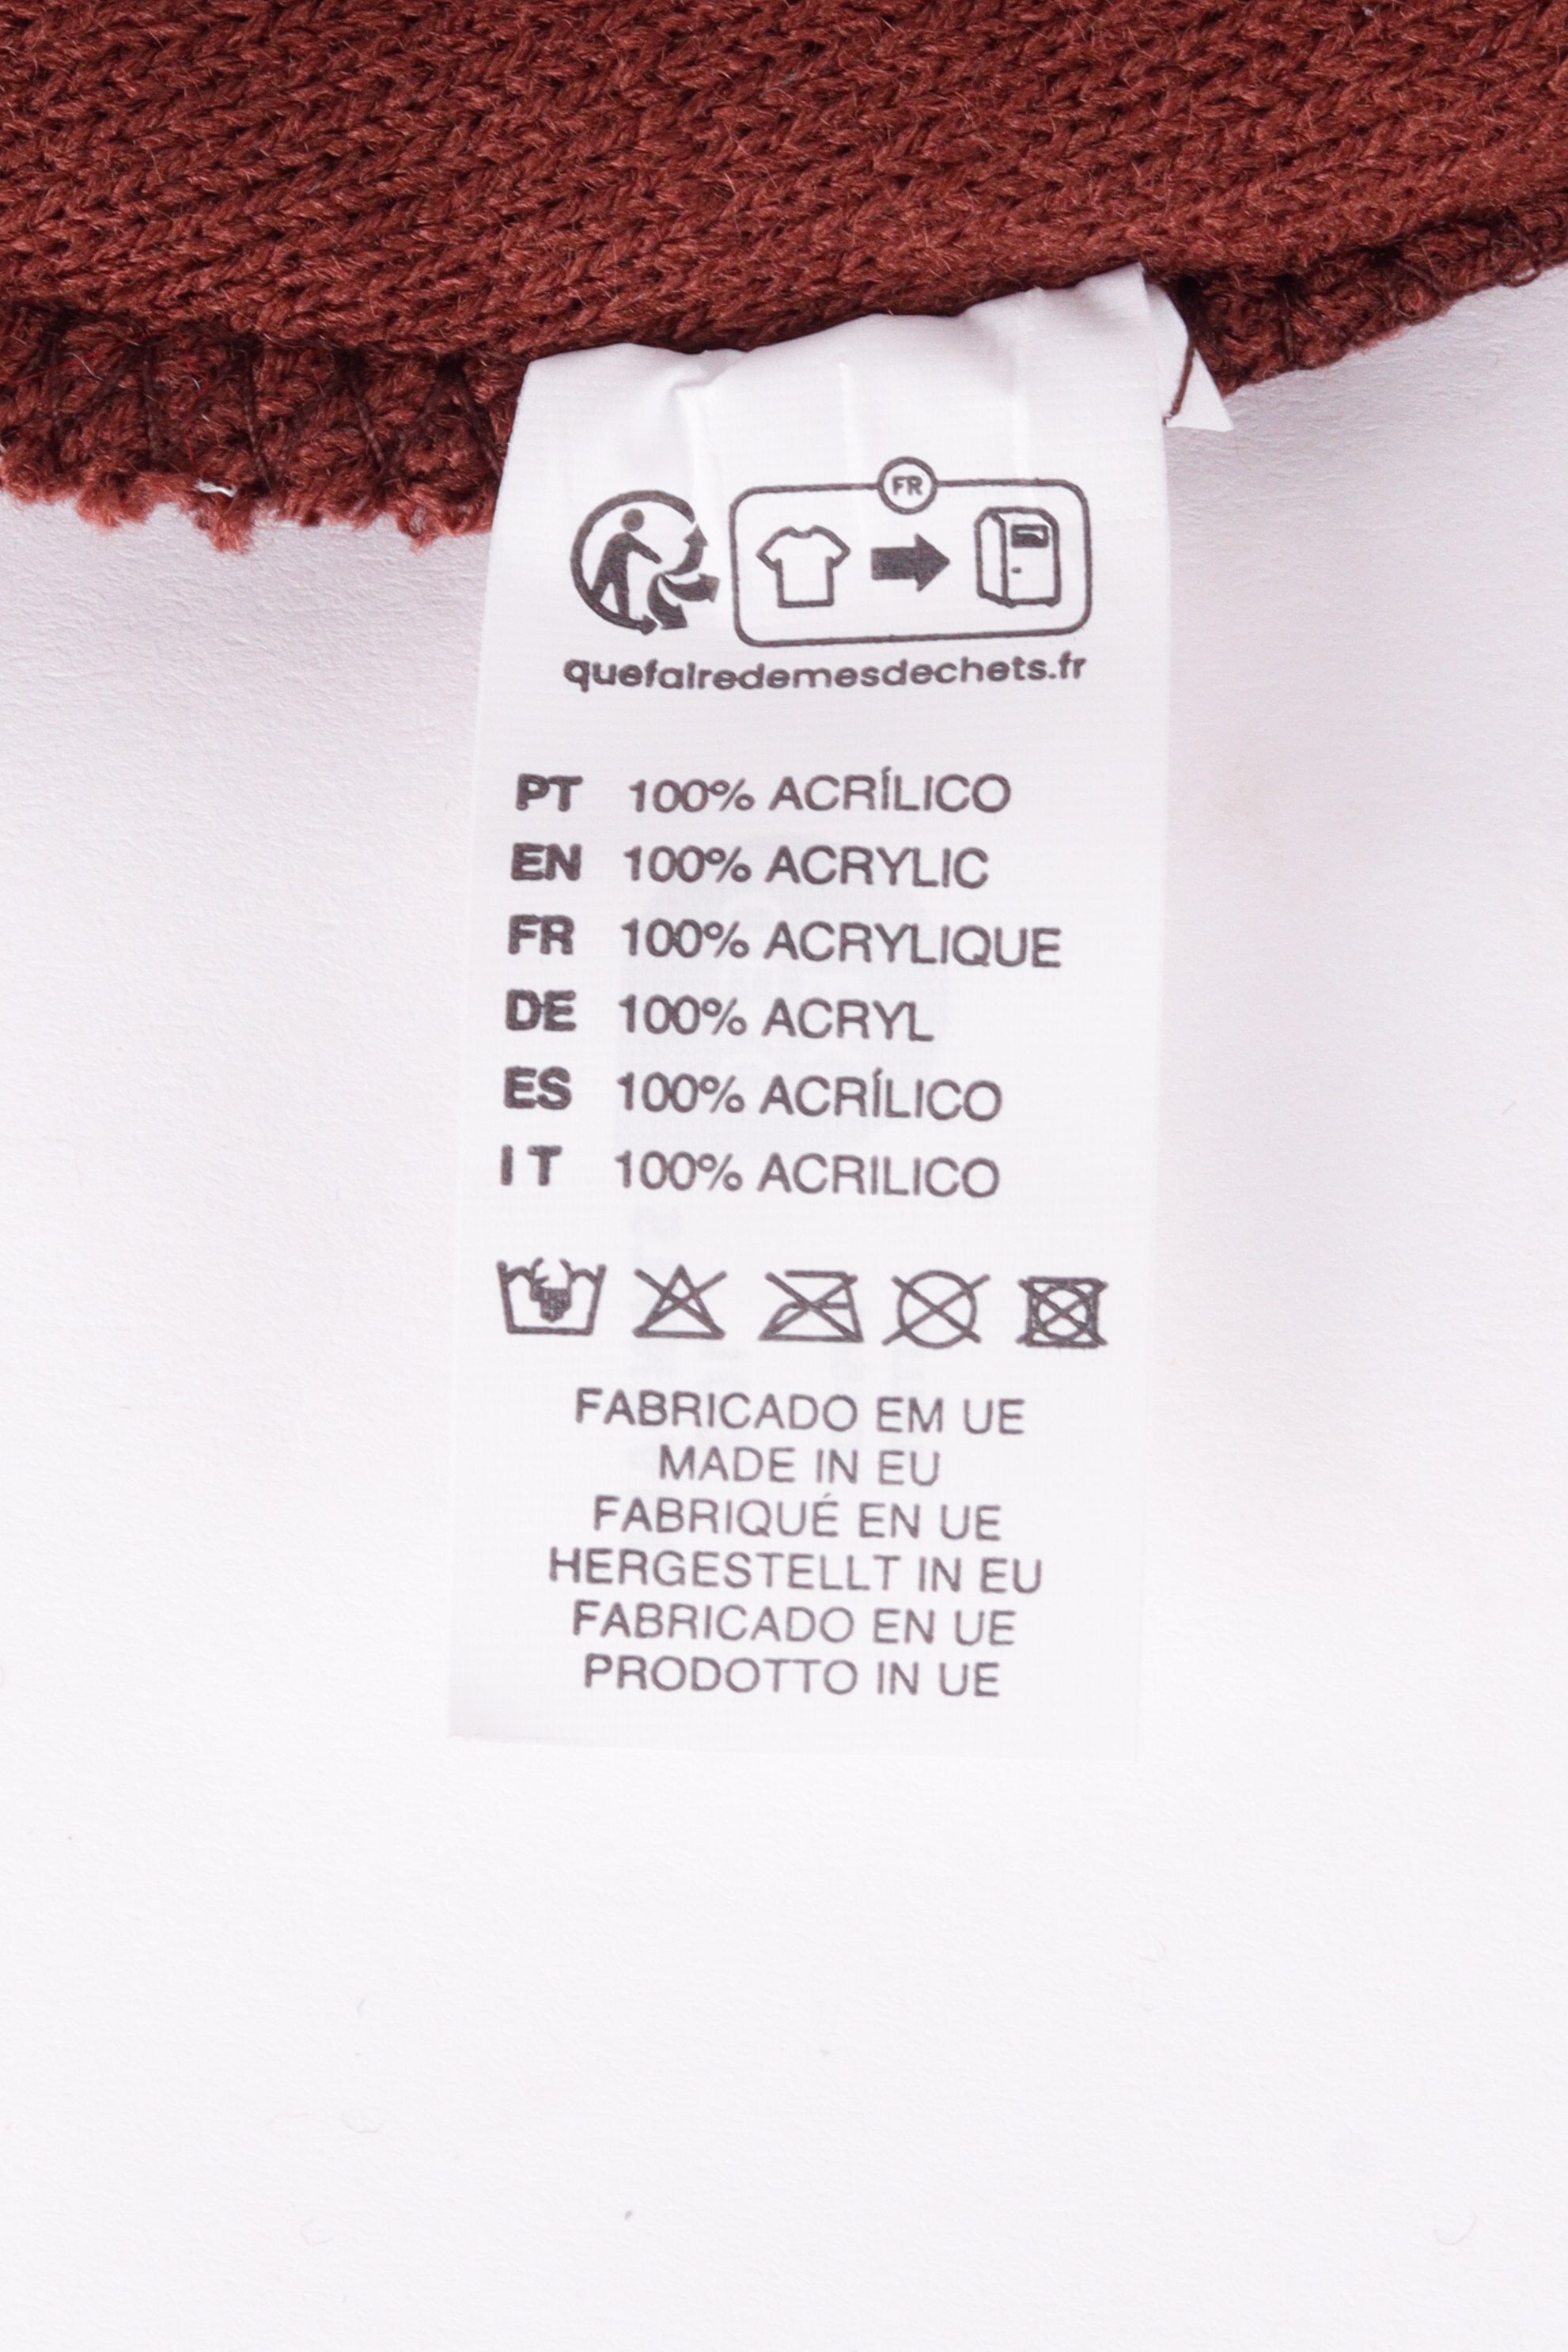 FR
quefairedemesdechets.fr
PT 100% ACRÍLICO
EN 100% ACRYLIC
FR 100% ACRYLIQUE
DE 100% ACRYL
ES 100% ACRÍLICO
IT 100% ACRILICO
FABRICADO EM UE
MADE IN EU
FABRIQUÉ EN UE
HERGESTELLT IN EU
FABRICADO EN UE
PRODOTTO IN UE